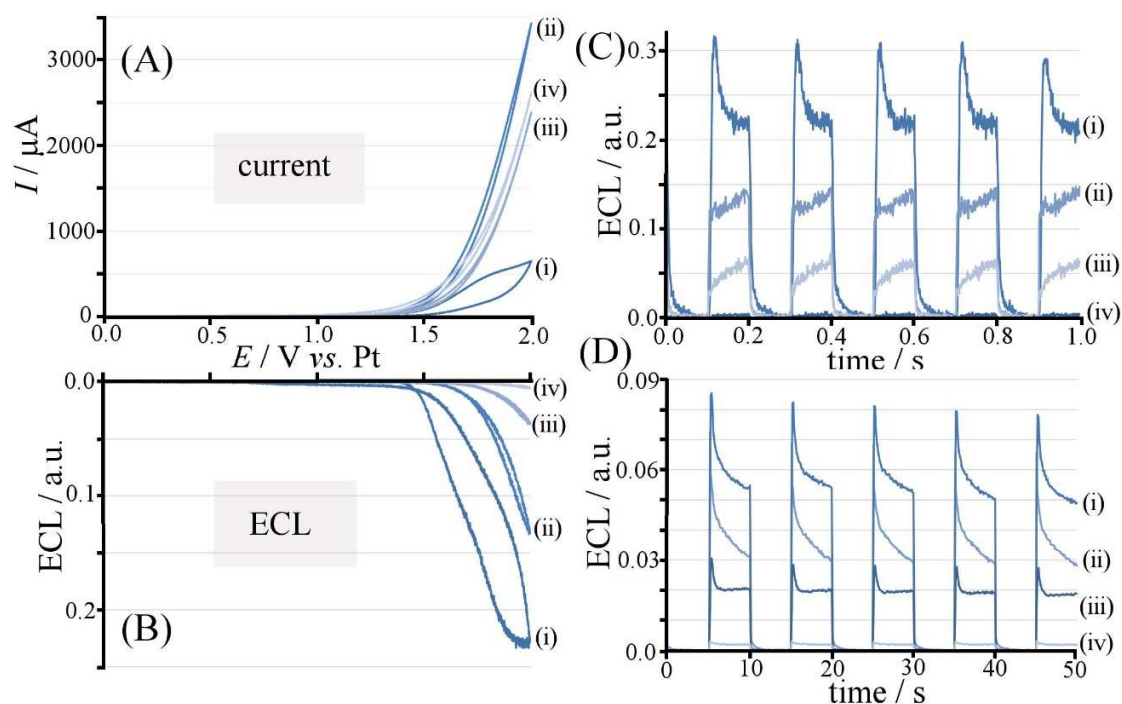 (A)
I / µA
3500
3000
2000
1000
0
current
(ii)
(iv)
(iii)
(i)
0.0
0.5
1.0
1.5
2.0
E / V vs. Pt
(B)
ECL / a.u.
0.0
0.1
0.2
ECL
(iv)
(iii)
(ii)
(i)
(C)
ECL / a.u.
0.3
0.2
0.1
0.0
(i)
(ii)
(iii)
(iv)
0.0
0.2
0.4
0.6
0.8
1.0
time / s
(D)
ECL / a.u.
0.09
0.06
0.03
0.0
(i)
(ii)
(iii)
(iv)
0
10
20
30
40
50
time / s